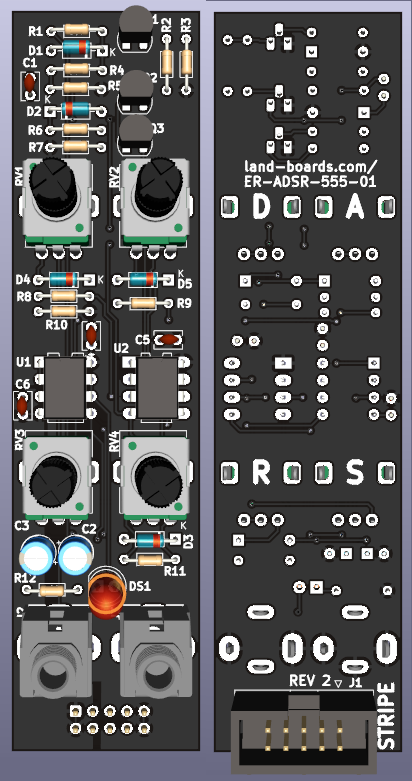 R1
D1
K
R2
R3
C1
R4
R5
D2
K
R6
R7
RV1
RV2
D4
K
K
D5
R8
R9
R10
C5
U1
U2
C6
RV3
RV4
C3
C2
K
D3
R11
R12
DS1
land-boards.com/
ER-ADSR-555-01
D A
R S
REV 2 ▽ J1
STRIPE